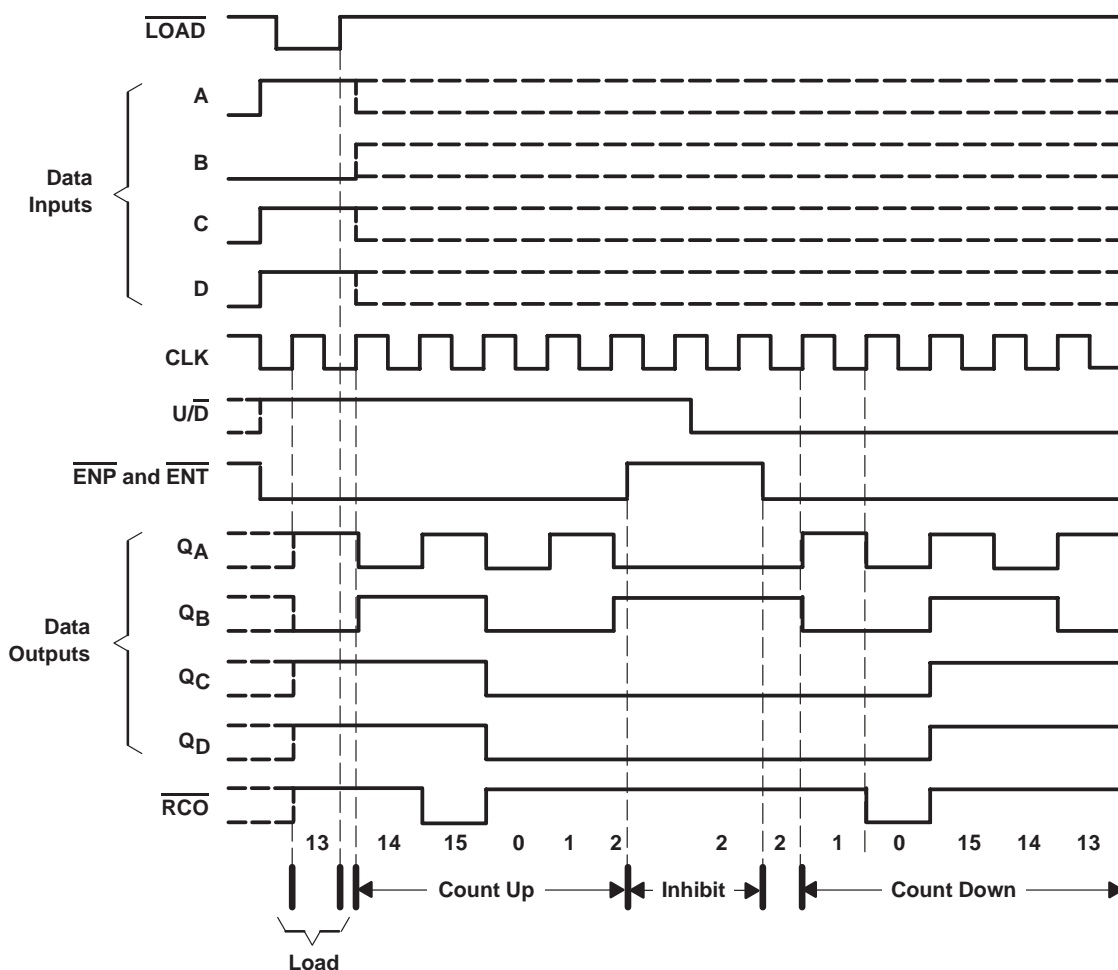 LOAD
A
B
Data
Inputs
C
D
CLK
U/D
ENP and ENT
QA
QB
Data
Outputs
QC
QD
RCO
13 14 15 0 1 2 2 2 1 0 15 14 13
Count Up Inhibit Count Down
Load